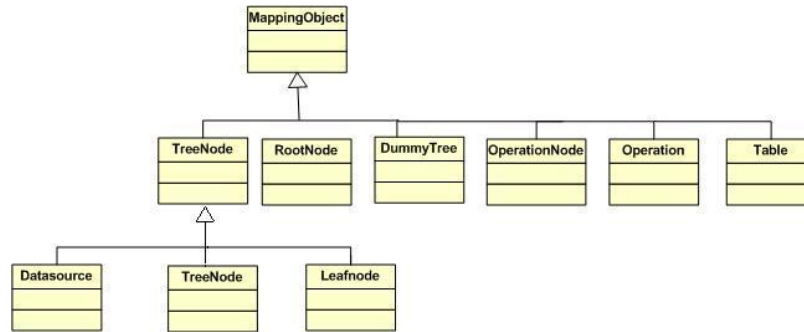 MappingObject
TreeNode
RootNode
DummyTree
OperationNode
Operation
Table
Datasource
TreeNode
Leafnode